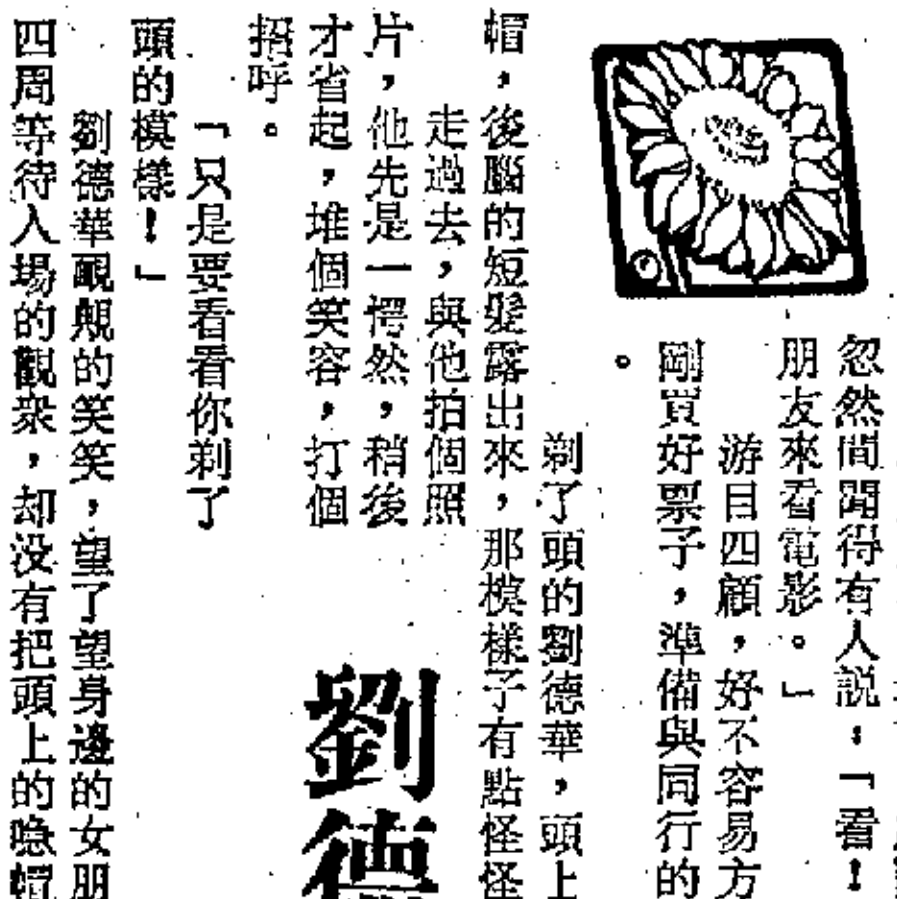 忽然間聞得有人説：「看！
朋友來看電影。」
游目四顧，好不容易方
剛買好票子，準備與同行的
。
剃了頭的劉德華，頭上
帽，後腦的短髮露出來，那模樣子有點怪怪
走過去，與他拍個照
片，他先是一愕然，稍後
才省起，堆個笑容，打個
招呼。
「只是要看看你剃了
頭的模樣！」
劉德華靦覥的笑笑，望了望身邊的女朋
四周等待入場的觀衆，却没有把頭上的喼帽
劉德